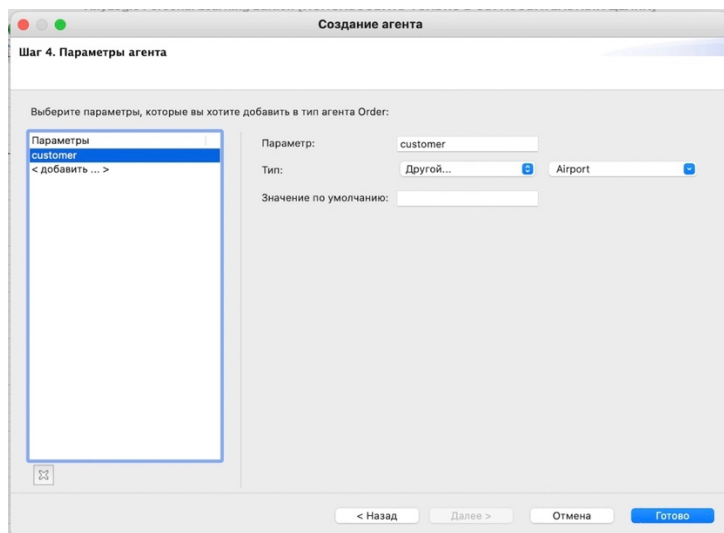 Создание агента
Шаг 4. Параметры агента
Выберите параметры, которые вы хотите добавить в тип агента Order:
Параметры
customer
< добавить ... >
Параметр: customer
Тип: Другой... Airport
Значение по умолчанию:
< Назад Далее > Отмена Готово